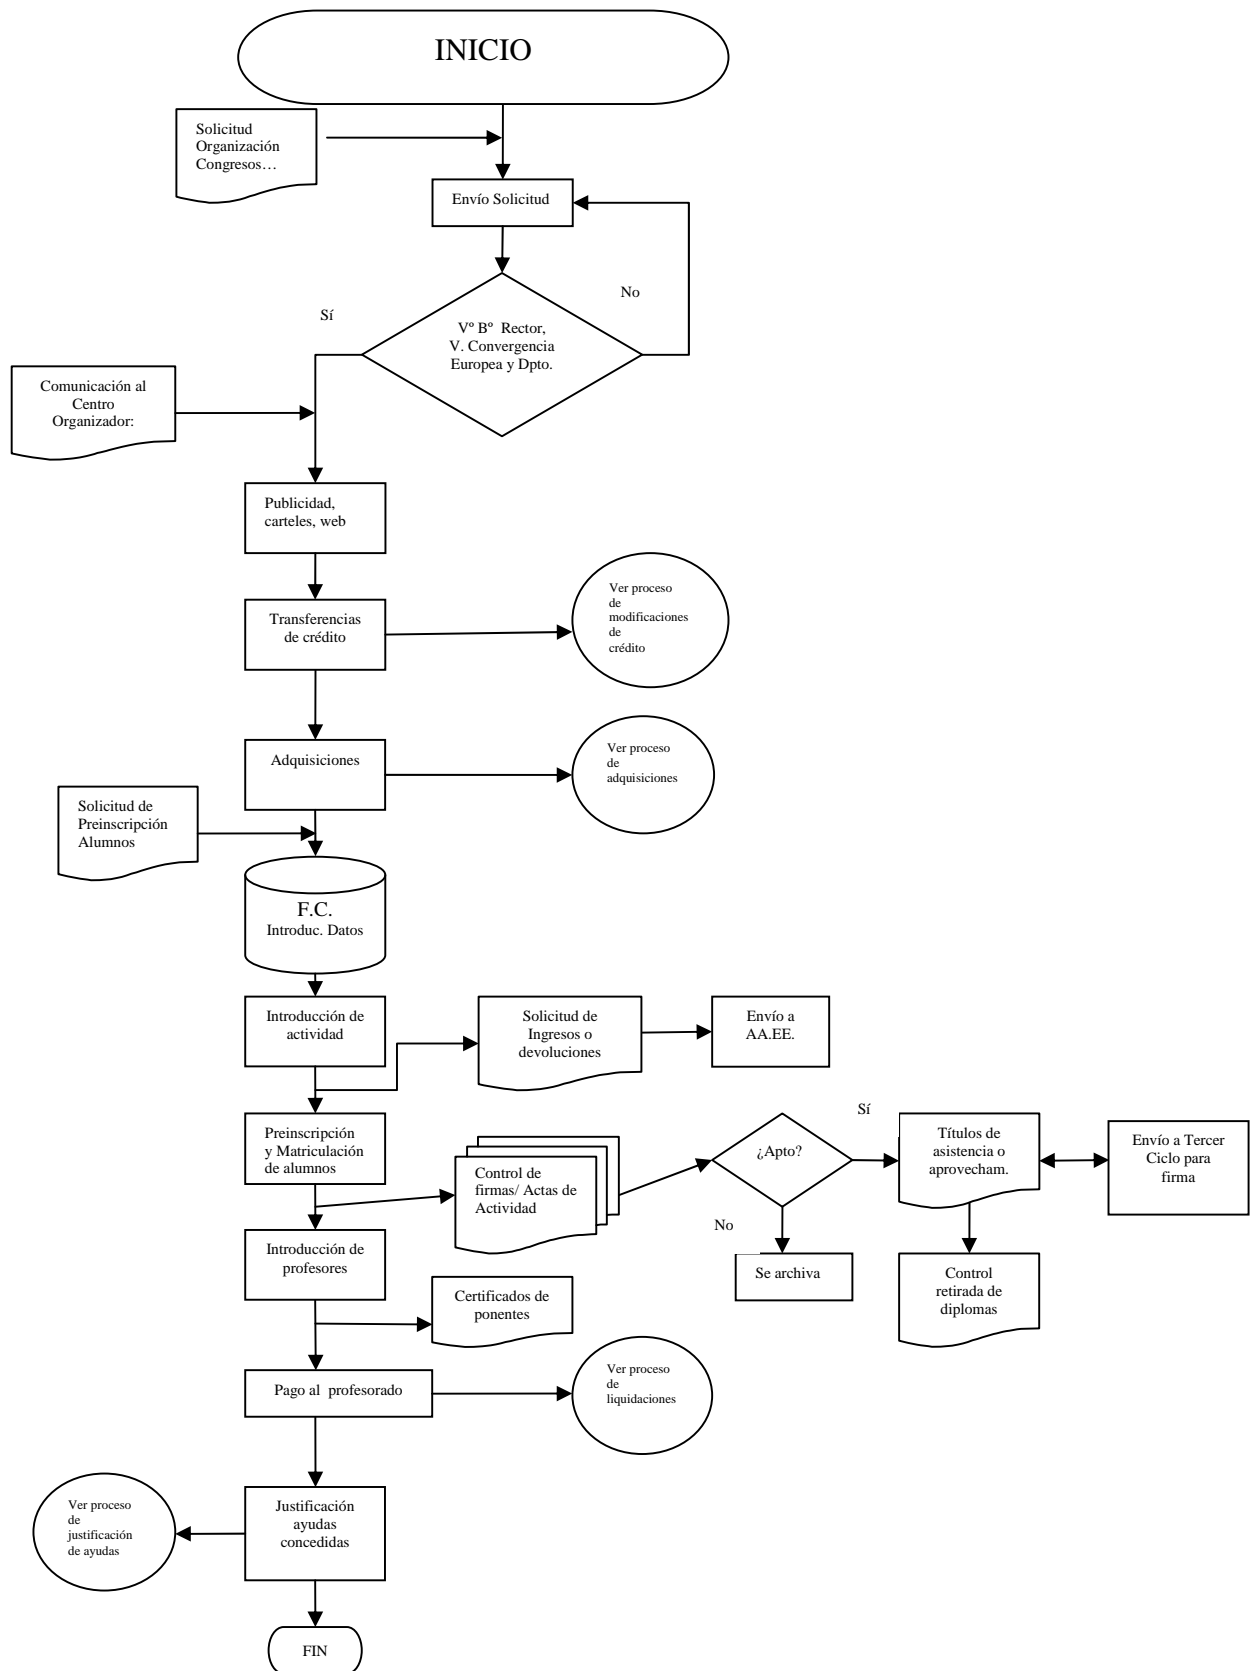 INICIO
Solicitud
Organización
Congresos…
Envío Solicitud
No
Sí
Vº Bº Rector,
V. Convergencia
Europea y Dpto.
Comunicación al
Centro
Organizador:
Publicidad,
carteles, web
Transferencias
de crédito
Ver proceso
de
modificaciones
de
crédito
Adquisiciones
Ver proceso
de
adquisiciones
Solicitud de
Preinscripción
Alumnos
F.C.
Introduc. Datos
Introducción de
actividad
Solicitud de
Ingresos o
devoluciones
Envío a
AA.EE.
Preinscripción
y Matriculación
de alumnos
Control de
firmas/ Actas de
Actividad
¿Apto?
Sí
Títulos de
asistencia o
aprovecham.
Envío a Tercer
Ciclo para
firma
No
Se archiva
Control
retirada de
diplomas
Introducción de
profesores
Certificados de
ponentes
Pago al profesorado
Ver proceso
de
liquidaciones
Justificación
ayudas
concedidas
Ver proceso
de
justificación
de ayudas
FIN